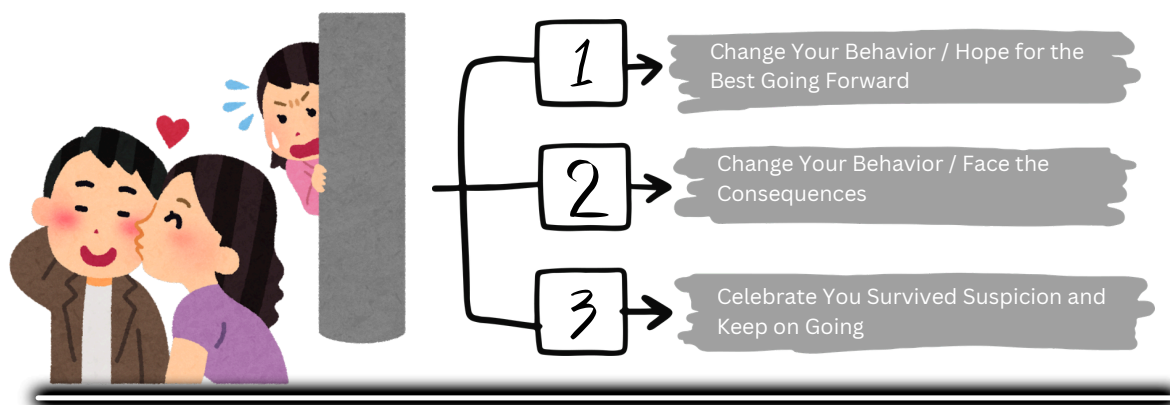 1
Change Your Behavior / Hope for the
Best Going Forward
2
Change Your Behavior / Face the
Consequences
3
Celebrate You Survived Suspicion and
Keep on Going